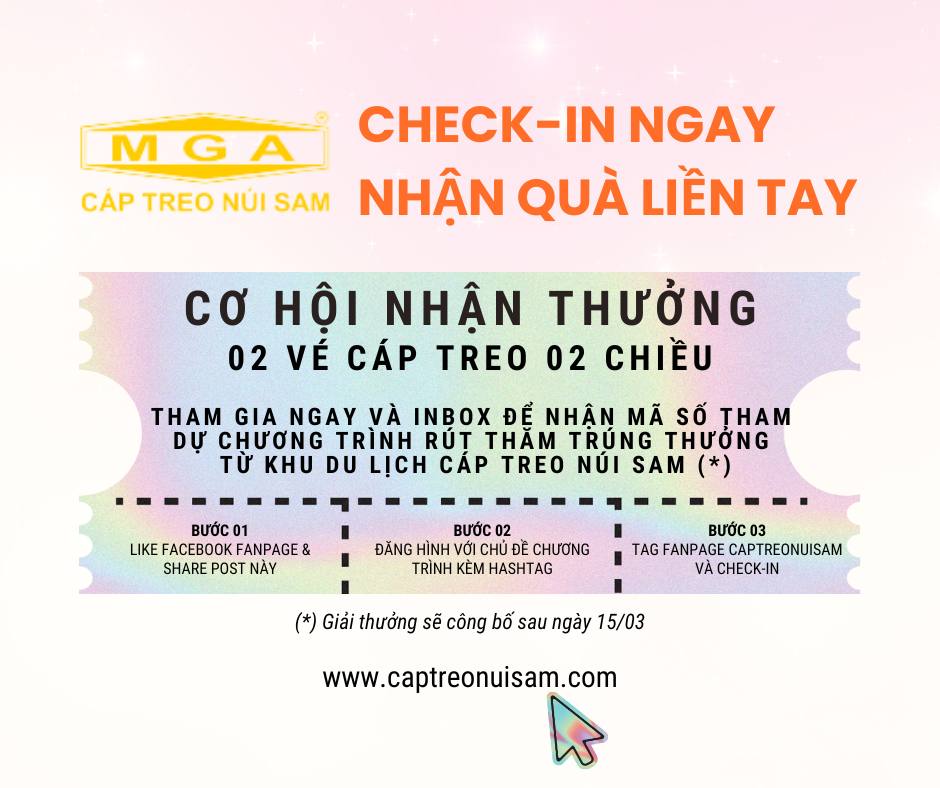 MGA
®
CÁP TREO NÚI SAM
CHECK-IN NGAY
NHẬN QUÀ LIỀN TAY
CƠ HỘI NHẬN THƯỞNG
02 VÉ CÁP TREO 02 CHIỀU
THAM GIA NGAY VÀ INBOX ĐỂ NHẬN MÃ SỐ THAM
DỰ CHƯƠNG TRÌNH RÚT THĂM TRÚNG THƯỞNG
TỪ KHU DU LỊCH CÁP TREO NÚI SAM (*)
BƯỚC 01
LIKE FACEBOOK FANPAGE &
SHARE POST NÀY
BƯỚC 02
ĐĂNG HÌNH VỚI CHỦ ĐỀ CHƯƠNG
TRÌNH KÈM HASHTAG
BƯỚC 03
TAG FANPAGE CAPTREONUISAM
VÀ CHECK-IN
(*) Giải thưởng sẽ công bố sau ngày 15/03
www.captreonuisam.com